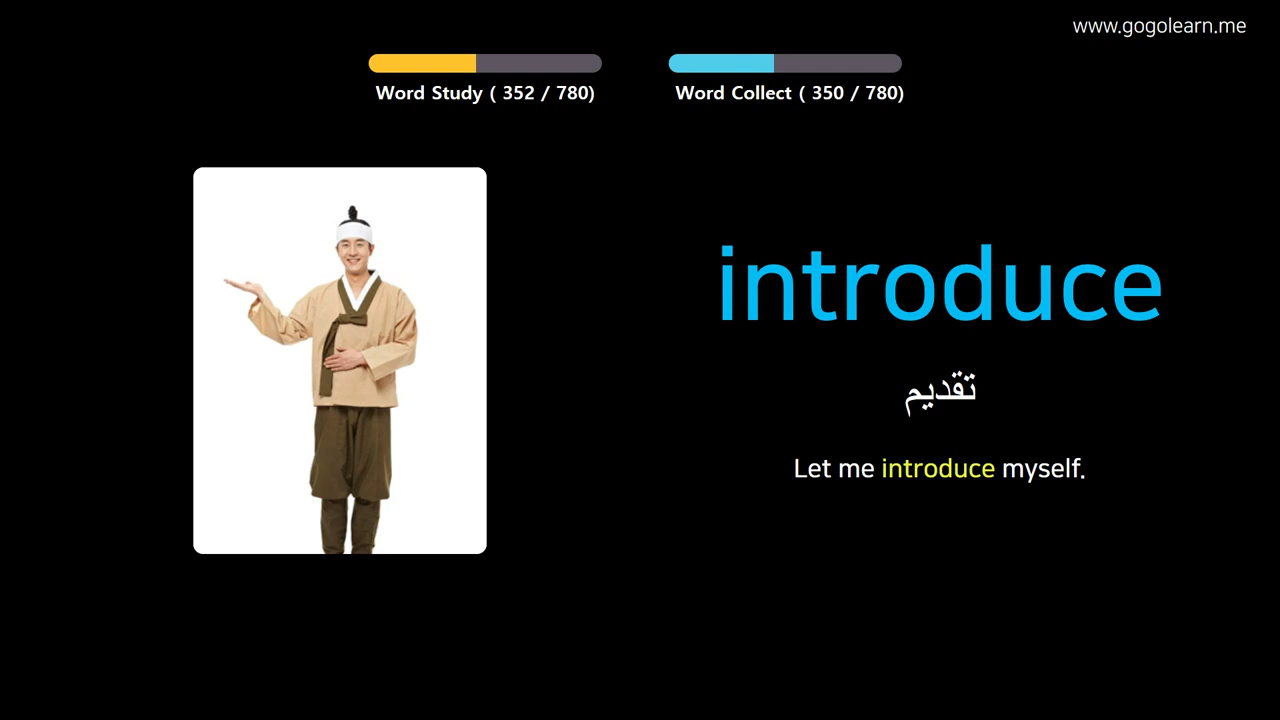 www.gogolearn.me
Word Study ( 352 / 780)
Word Collect ( 350 / 780)
introduce
تقديم
Let me introduce myself.